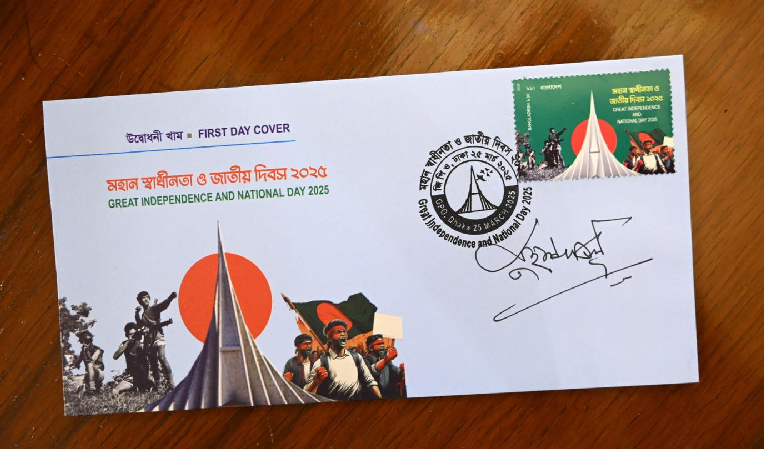 উদ্বোধনী খাম ▪ FIRST DAY COVER
মহান স্বাধীনতা ও জাতীয় দিবস ২০২৫
GREAT INDEPENDENCE AND NATIONAL DAY 2025
বাংলাদেশ
মহান স্বাধীনতা ও
জাতীয় দিবস ২০২৫
GREAT INDEPENDENCE
AND
NATIONAL DAY 2025
মহান স্বাধীনতা ও জাতীয় দিবস
জি পি ও, ঢাকা ২৫ মার্চ ২০২৫
GPO, Dhaka 25 MARCH 2025
Great Independence and National Day 2025